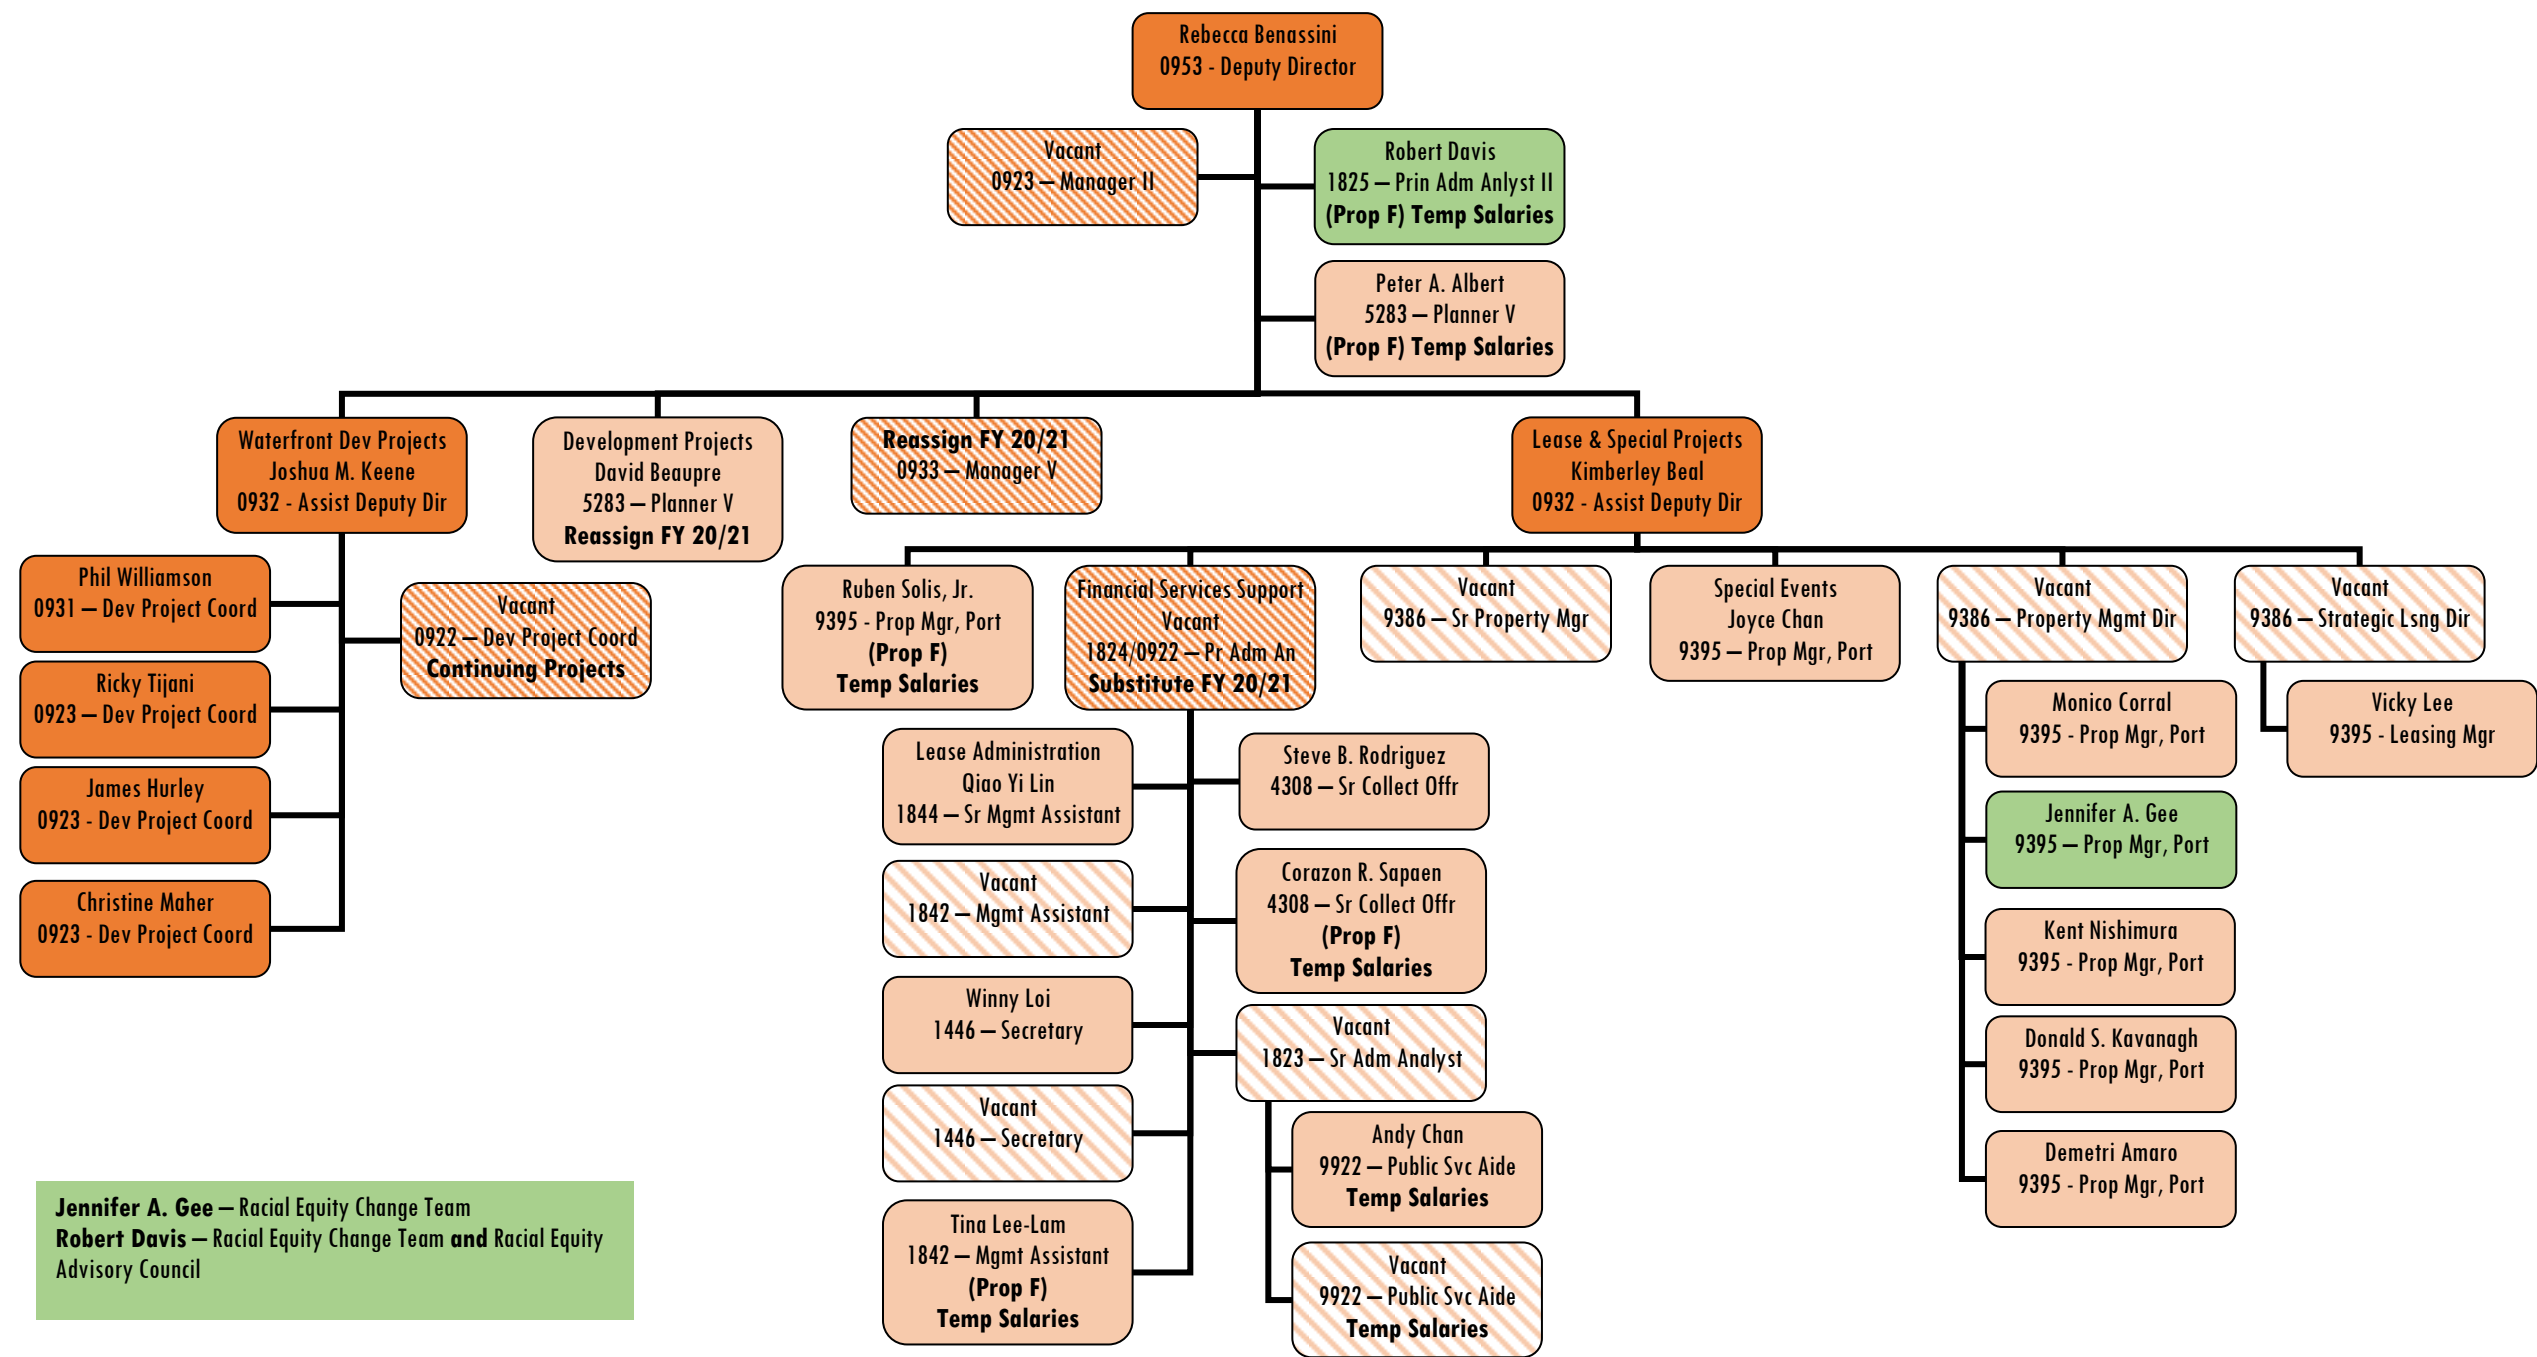 Rebecca Benassini
0953 - Deputy Director
Vacant
0923 – Manager II
Robert Davis
1825 – Prin Adm Anlyst II
(Prop F) Temp Salaries
Peter A. Albert
5283 – Planner V
(Prop F) Temp Salaries
Waterfront Dev Projects
Joshua M. Keene
0932 - Assist Deputy Dir
Development Projects
David Beaupre
5283 – Planner V
Reassign FY 20/21
Reassign FY 20/21
0933 – Manager V
Lease & Special Projects
Kimberley Beal
0932 - Assist Deputy Dir
Phil Williamson
0931 – Dev Project Coord
Ricky Tijani
0923 – Dev Project Coord
James Hurley
0923 - Dev Project Coord
Christine Maher
0923 - Dev Project Coord
Vacant
0922 – Dev Project Coord
Continuing Projects
Ruben Solis, Jr.
9395 - Prop Mgr, Port
(Prop F)
Temp Salaries
Financial Services Support
Vacant
1824/0922 – Pr Adm An
Substitute FY 20/21
Vacant
9386 – Sr Property Mgr
Special Events
Joyce Chan
9395 – Prop Mgr, Port
Vacant
9386 – Property Mgmt Dir
Vacant
9386 – Strategic Lsng Dir
Lease Administration
Qiao Yi Lin
1844 – Sr Mgmt Assistant
Vacant
1842 – Mgmt Assistant
Winny Loi
1446 – Secretary
Vacant
1446 – Secretary
Tina Lee-Lam
1842 – Mgmt Assistant
(Prop F)
Temp Salaries
Steve B. Rodriguez
4308 – Sr Collect Offr
Corazon R. Sapaen
4308 – Sr Collect Offr
(Prop F)
Temp Salaries
Vacant
1823 – Sr Adm Analyst
Andy Chan
9922 – Public Svc Aide
Temp Salaries
Vacant
9922 – Public Svc Aide
Temp Salaries
Monico Corral
9395 - Prop Mgr, Port
Jennifer A. Gee
9395 – Prop Mgr, Port
Kent Nishimura
9395 - Prop Mgr, Port
Donald S. Kavanagh
9395 - Prop Mgr, Port
Demetri Amaro
9395 - Prop Mgr, Port
Vicky Lee
9395 - Leasing Mgr
Jennifer A. Gee – Racial Equity Change Team
Robert Davis – Racial Equity Change Team and Racial Equity
Advisory Council